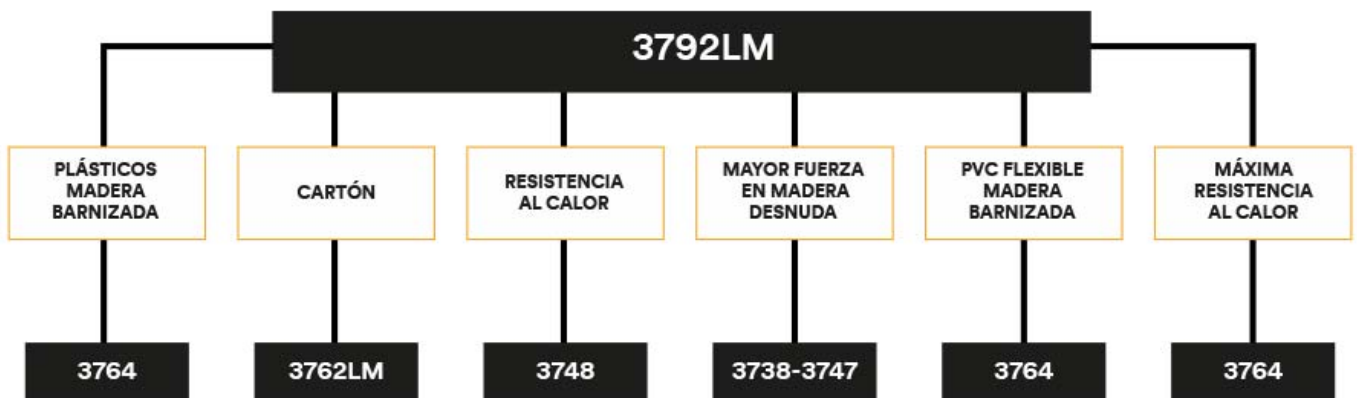 3792LM
PLÁSTICOS
MADERA
BARNIZADA
CARTÓN
RESISTENCIA
AL CALOR
MAYOR FUERZA
EN MADERA
DESNUDA
PVC FLEXIBLE
MADERA
BARNIZADA
MÁXIMA
RESISTENCIA
AL CALOR
3764
3762LM
3748
3738-3747
3764
3764